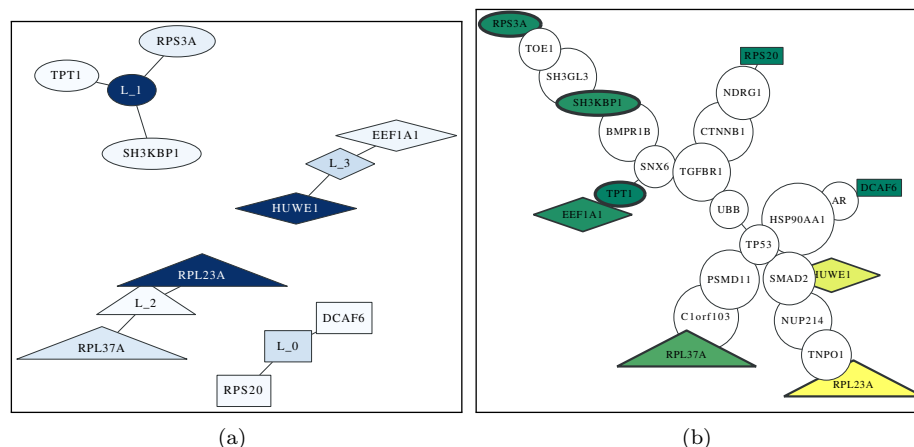 RPS3A
TPT1
L_1
SH3KBP1
EEF1A1
L_3
HUWE1
RPL23A
L_2
RPL37A
DCAF6
L_0
RPS20
(a)
RPS3A
TOE1
SH3GL3
SH3KBP1
BMPR1B
SNX6
TPT1
EEF1A1
RPS20
NDRG1
CTNNB1
TGFBR1
UBB
DCAF6
AR
HSP90AA1
TP53
HUWE1
PSMD11
SMAD2
C1orf103
NUP214
RPL37A
TNPO1
RPL23A
(b)